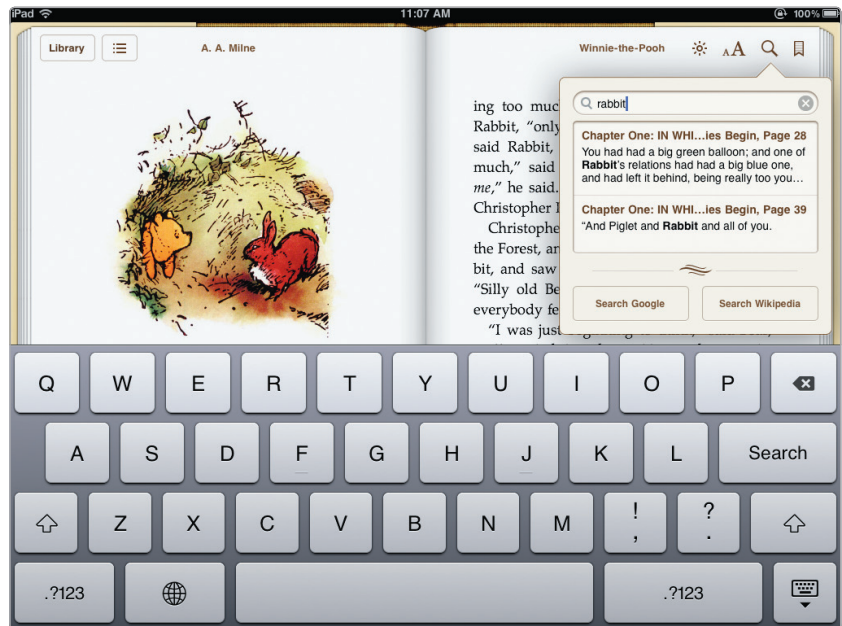 iPad 11:07 AM 100%
Library A. A. Milne Winnie-the-Pooh AA
ing too muc
Rabbit, “only
said Rabbit,
much,” said
me,” he said.
Christopher
Christophe
the Forest, an
bit, and saw
“Silly old Be
everybody fe
“I was jus
rabbit
Chapter One: IN WHI...ies Begin, Page 28
You had had a big green balloon; and one of
Rabbit’s relations had had a big blue one,
and had left it behind, being really too you...
Chapter One: IN WHI...ies Begin, Page 39
“And Piglet and Rabbit and all of you.
Search Google Search Wikipedia
Q W E R T Y U I O P
A S D F G H J K L Search
Z X C V B N M ! , ? .
.?123 .?123